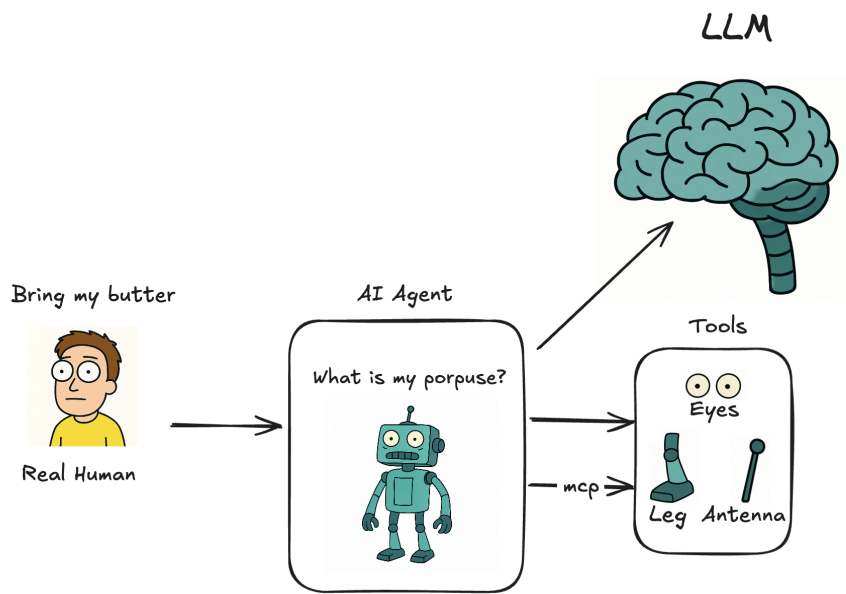 LLM
Bring my butter
AI Agent
Tools
What is my porpuse?
Eyes
Real Human
mcp
Leg
Antenna